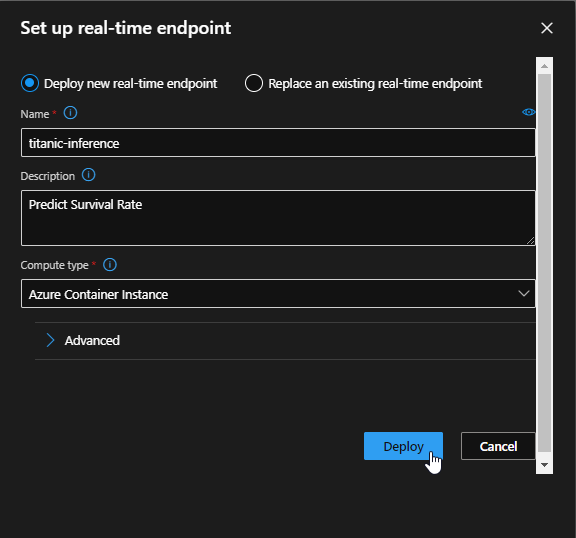 Set up real-time endpoint
Deploy new real-time endpoint
Replace an existing real-time endpoint
Name *
titanic-inference
Description
Predict Survival Rate
Compute type *
Azure Container Instance
Advanced
Deploy
Cancel